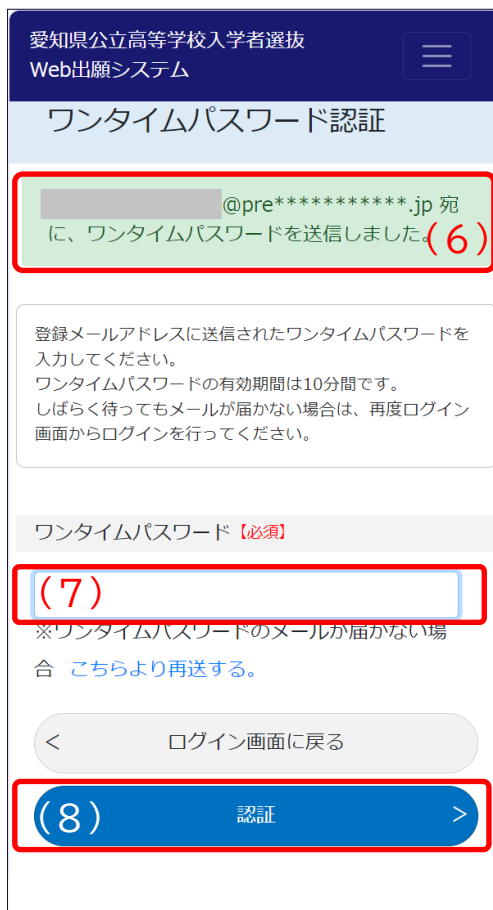 愛知県公立高等学校入学者選抜
Web出願システム
ワンタイムパスワード認証
@pre***********.jp 宛
に、ワンタイムパスワードを送信しました。
(6)
登録メールアドレスに送信されたワンタイムパスワードを
入力してください。
ワンタイムパスワードの有効期間は10分間です。
しばらく待ってもメールが届かない場合は、再度ログイン
画面からログインを行ってください。
ワンタイムパスワード【必須】
(7)
※ワンタイムパスワードのメールが届かない場
合 こちらより再送する。
< ログイン画面に戻る
(8) 認証 >